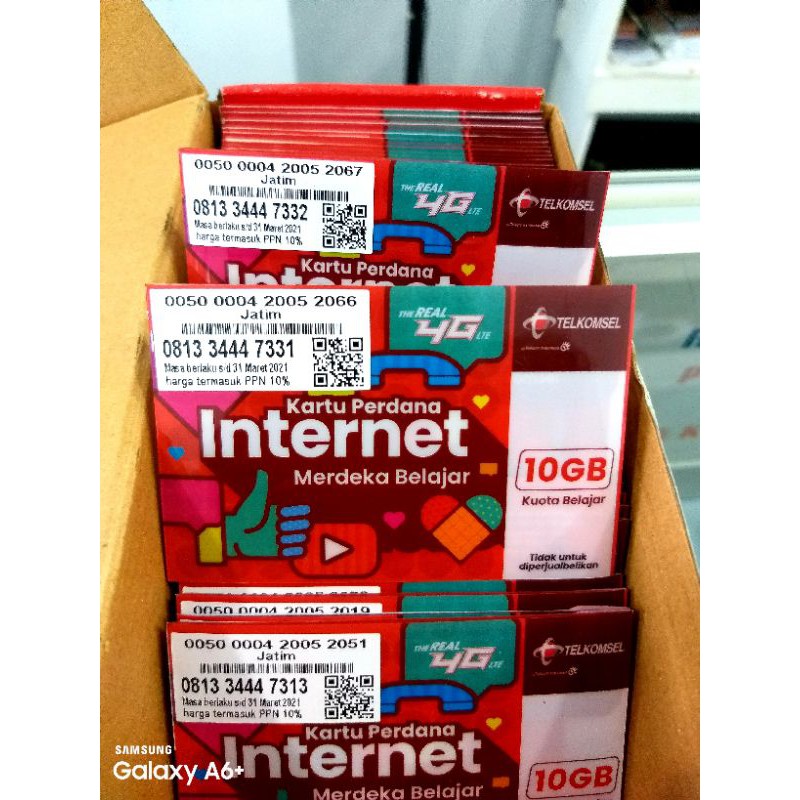 0050 0004 2005 2067
Jatim
0813 3444 7332
Masa berlaku s/d 31 Maret 2021
harga termasuk PPN 10%
THE REAL
4G LTE
TELKOMSEL
Kartu Perdana
Internet
0050 0004 2005 2066
Jatim
0813 3444 7331
Masa berlaku s/d 31 Maret 2021
harga termasuk PPN 10%
THE REAL
4G LTE
TELKOMSEL
Kartu Perdana
Internet
Merdeka Belajar
10GB
Kuota Belajar
Tidak untuk
diperjualbelikan
0050 0004 2005 2019
0050 0004 2005 2051
Jatim
0813 3444 7313
Masa berlaku s/d 31 Maret 2021
harga termasuk PPN 10%
THE REAL
4G LTE
TELKOMSEL
Kartu Perdana
Internet
Merdeka Belajar
10GB
SAMSUNG
Galaxy A6+